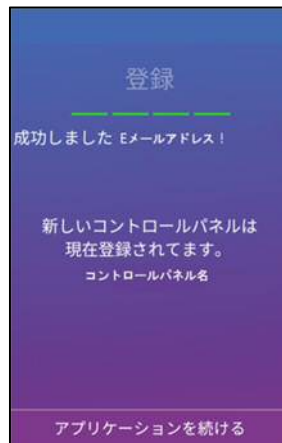 登録
成功しました Eメールアドレス！
新しいコントロールパネルは
現在登録されてます。
コントロールパネル名
アプリケーションを続ける